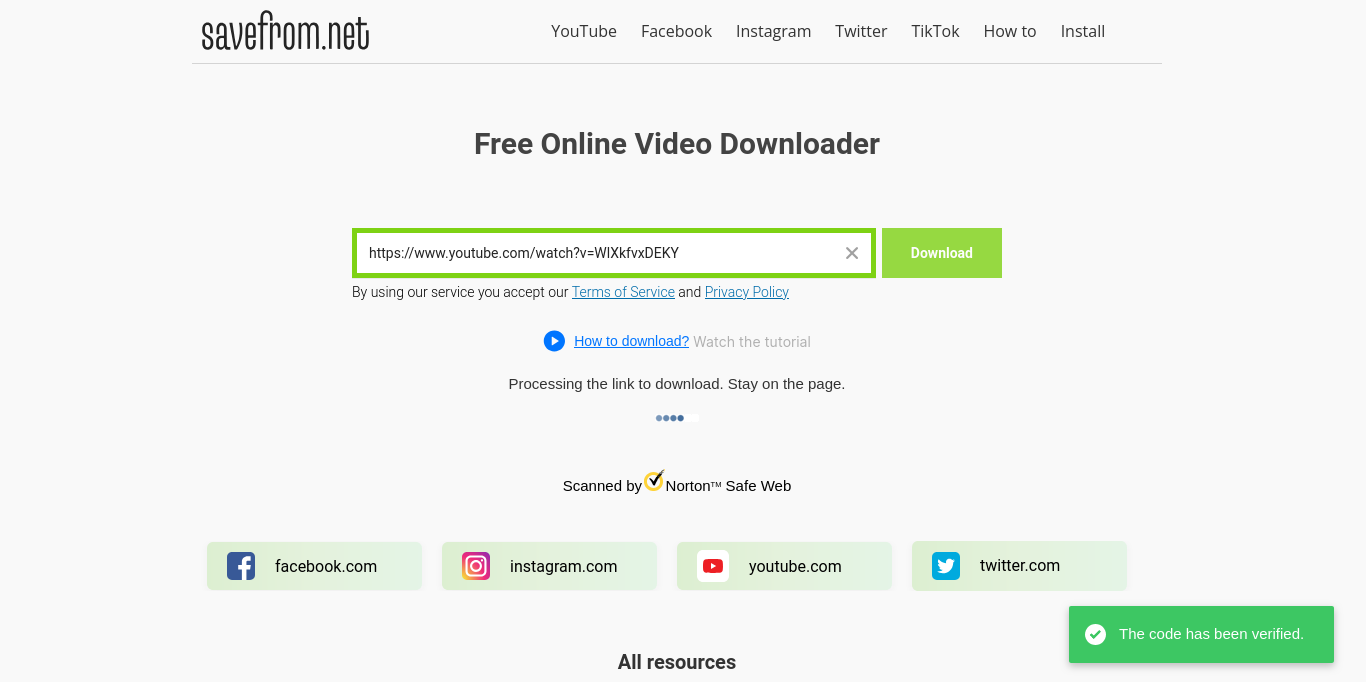 savefrom.net
YouTube Facebook Instagram Twitter TikTok How to Install
Free Online Video Downloader
https://www.youtube.com/watch?v=WlXkfvxDEKY
Download
By using our service you accept our Terms of Service and Privacy Policy
How to download? Watch the tutorial
Processing the link to download. Stay on the page.
Scanned by Norton™ Safe Web
facebook.com
instagram.com
youtube.com
twitter.com
The code has been verified.
All resources